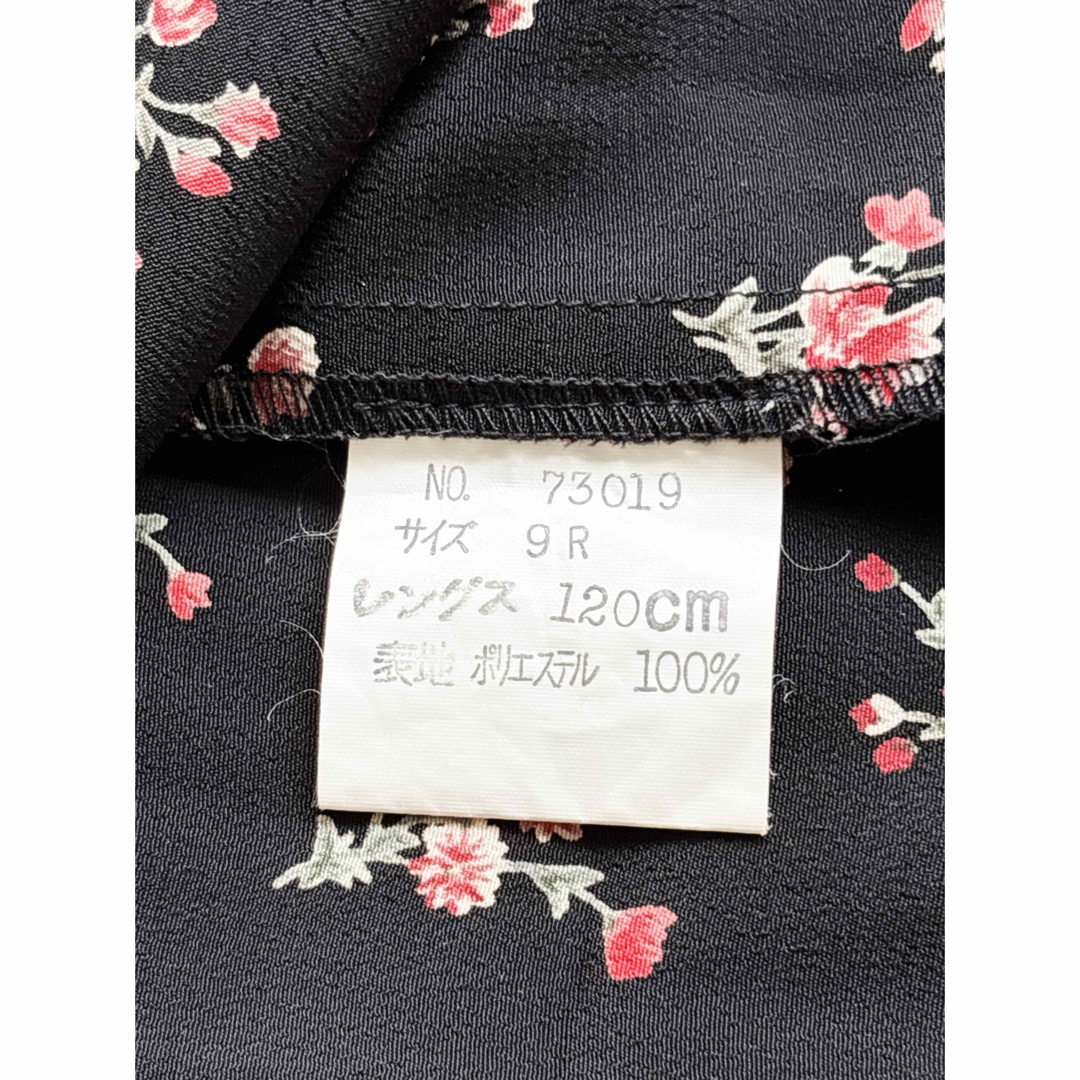 NO. 73019
サイズ 9R
レングス 120cm
表地 ポリエステル 100%